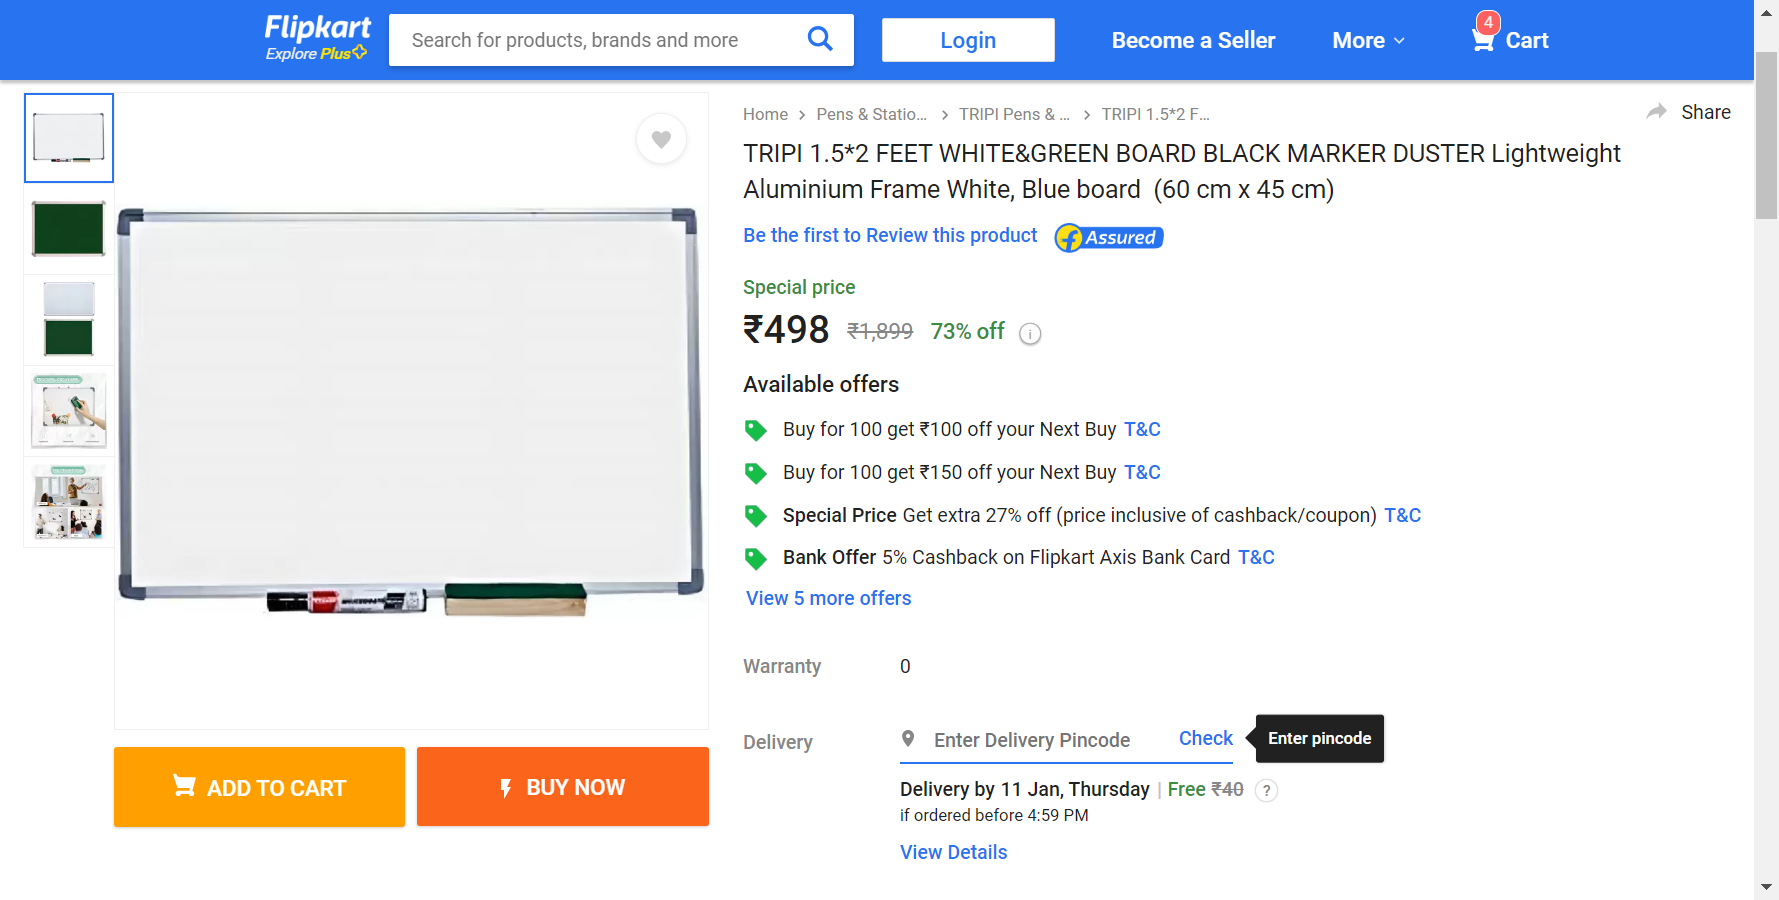 Flipkart
Explore Plus
Search for products, brands and more
Login
Become a Seller
More
4
Cart
Home
Pens & Statio...
TRIPI Pens & ...
TRIPI 1.5*2 F...
Share
TRIPI 1.5*2 FEET WHITE&GREEN BOARD BLACK MARKER DUSTER Lightweight
Aluminium Frame White, Blue board (60 cm x 45 cm)
Be the first to Review this product
f Assured
Special price
₹498 ₹1,899 73% off i
Available offers
Buy for 100 get ₹100 off your Next Buy T&C
Buy for 100 get ₹150 off your Next Buy T&C
Special Price Get extra 27% off (price inclusive of cashback/coupon) T&C
Bank Offer 5% Cashback on Flipkart Axis Bank Card T&C
View 5 more offers
Warranty 0
Delivery
Enter Delivery Pincode
Check
Enter pincode
Delivery by 11 Jan, Thursday | Free ₹40 ?
if ordered before 4:59 PM
View Details
ADD TO CART
BUY NOW